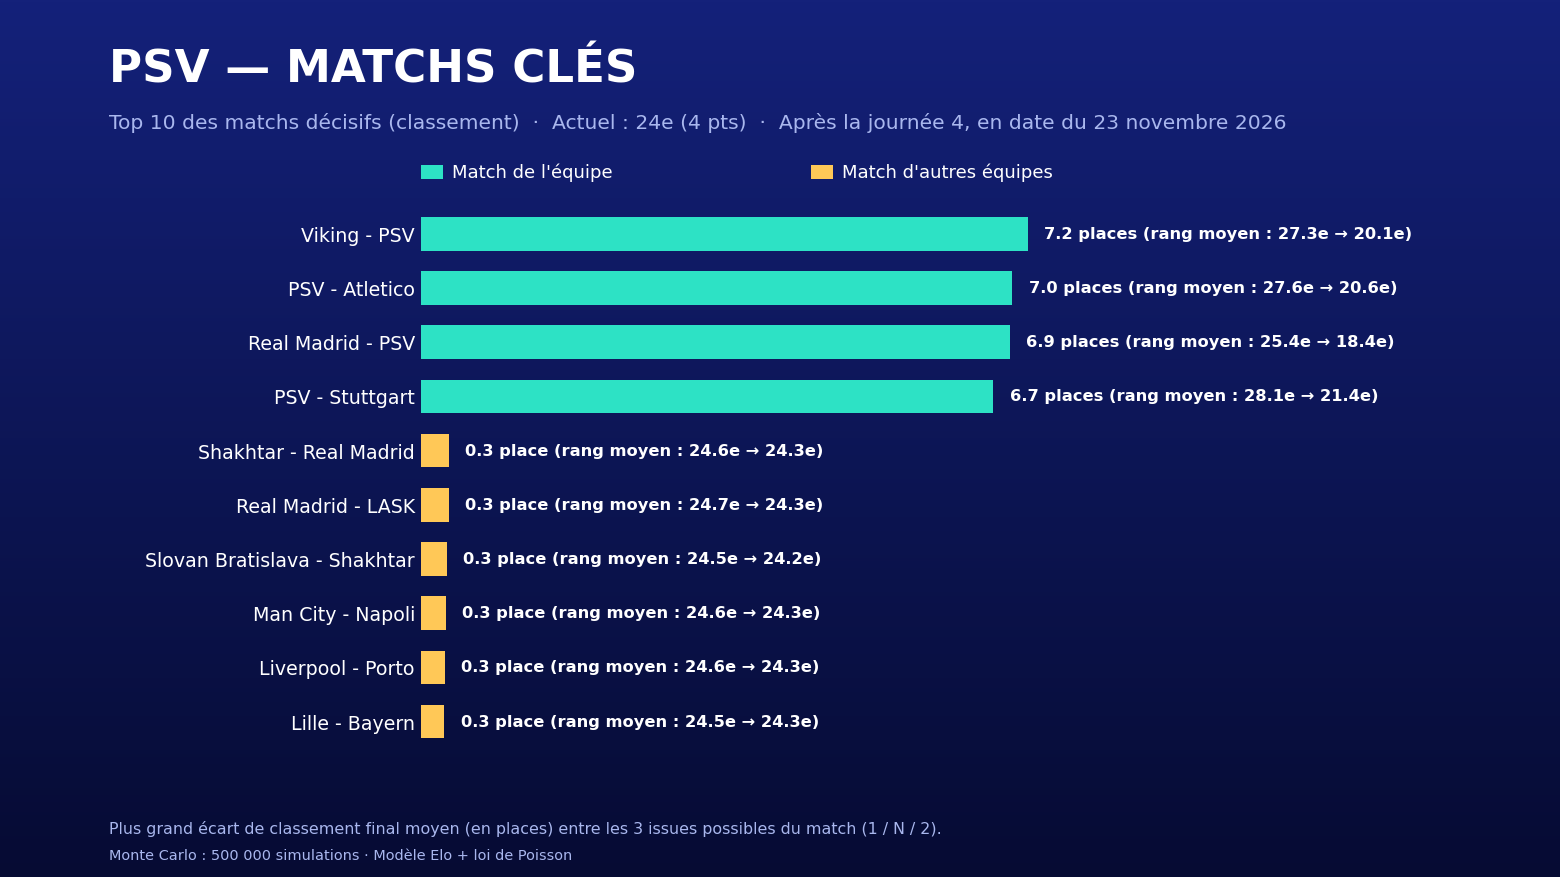 PSV — MATCHS CLÉS
Top 10 des matchs décisifs (classement) · Actuel : 24e (4 pts) · Après la journée 4, en date du 23 novembre 2026
Match de l'équipe
Match d'autres équipes
Viking - PSV 7.2 places (rang moyen : 27.3e → 20.1e)
PSV - Atletico 7.0 places (rang moyen : 27.6e → 20.6e)
Real Madrid - PSV 6.9 places (rang moyen : 25.4e → 18.4e)
PSV - Stuttgart 6.7 places (rang moyen : 28.1e → 21.4e)
Shakhtar - Real Madrid 0.3 place (rang moyen : 24.6e → 24.3e)
Real Madrid - LASK 0.3 place (rang moyen : 24.7e → 24.3e)
Slovan Bratislava - Shakhtar 0.3 place (rang moyen : 24.5e → 24.2e)
Man City - Napoli 0.3 place (rang moyen : 24.6e → 24.3e)
Liverpool - Porto 0.3 place (rang moyen : 24.6e → 24.3e)
Lille - Bayern 0.3 place (rang moyen : 24.5e → 24.3e)
Plus grand écart de classement final moyen (en places) entre les 3 issues possibles du match (1 / N / 2).
Monte Carlo : 500 000 simulations · Modèle Elo + loi de Poisson